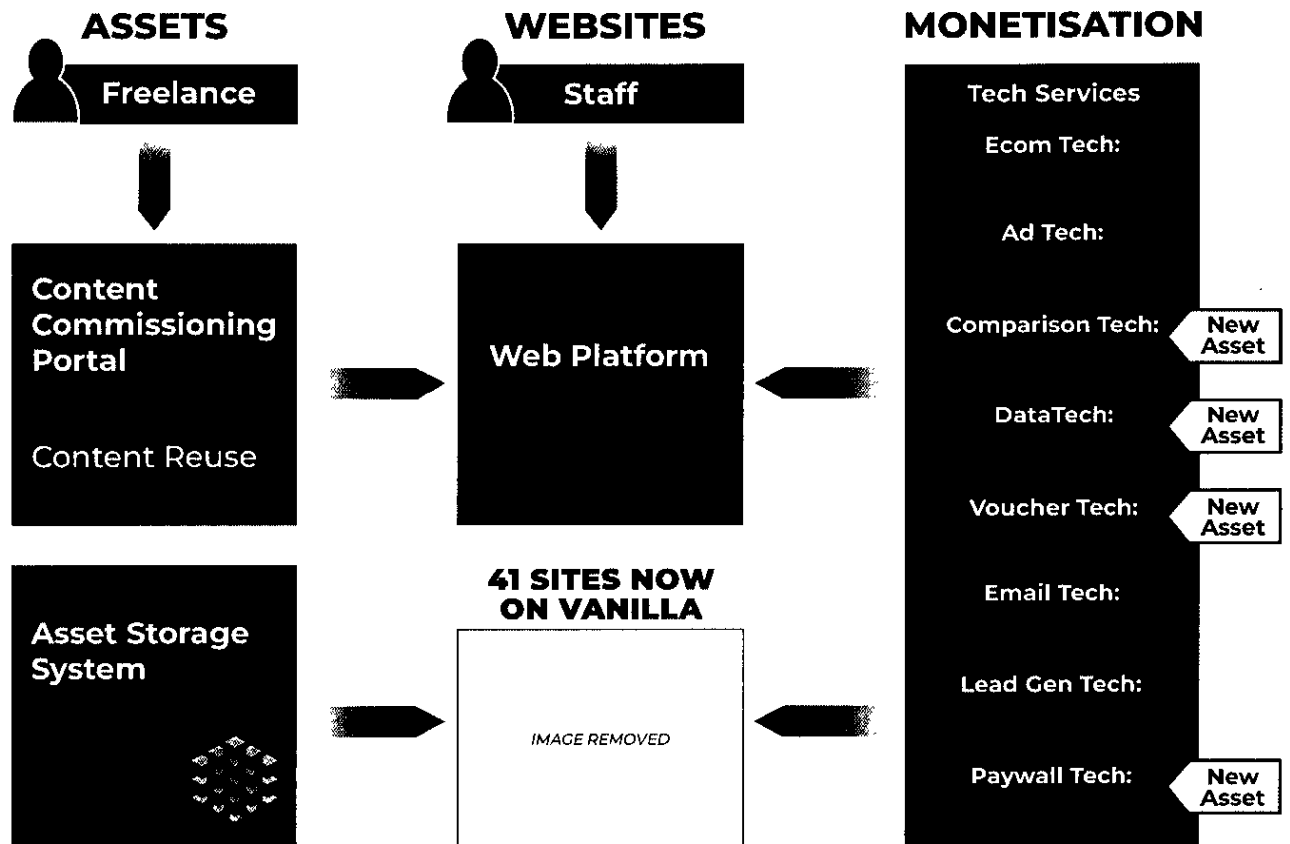 ASSETS
Freelance
Content
Commissioning
Portal
Content Reuse
Asset Storage
System
WEBSITES
Staff
Web Platform
41 SITES NOW
ON VANILLA
IMAGE REMOVED
MONETISATION
Tech Services
Ecom Tech:
Ad Tech:
Comparison Tech:
New
Asset
DataTech:
New
Asset
Voucher Tech:
New
Asset
Email Tech:
Lead Gen Tech:
Paywall Tech:
New
Asset